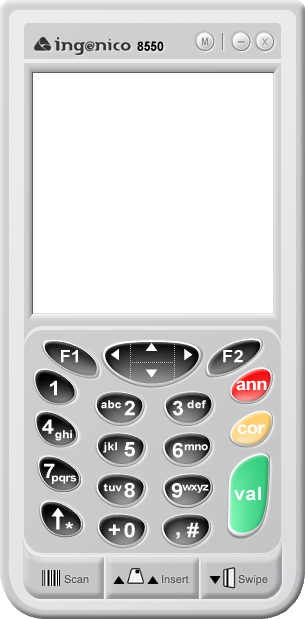 ingenico 8550 M – X
F1 F2
1 abc 2 3 def ann
4 ghi jkl 5 6 mno cor
7 pqrs tuv 8 9 wxyz val
* + 0 , #
Scan Insert Swipe